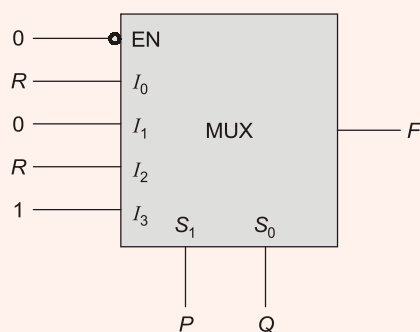 0 EN
R I₀
0 I₁
MUX F
R I₂
1 I₃
S₁ S₀
P Q